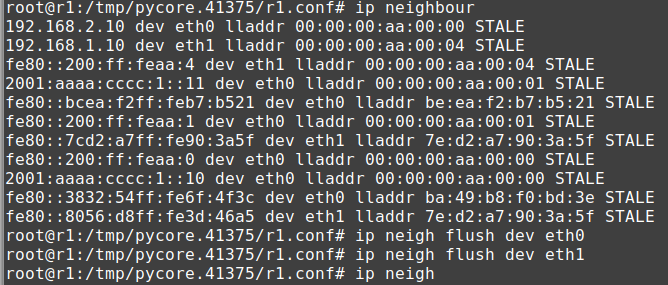 root@r1:/tmp/pycore.41375/r1.conf# ip neighbour
192.168.2.10 dev eth0 lladdr 00:00:00:aa:00:00 STALE
192.168.1.10 dev eth1 lladdr 00:00:00:aa:00:04 STALE
fe80::200:ff:feaa:4 dev eth1 lladdr 00:00:00:aa:00:04 STALE
2001:aaaa:cccc:1::11 dev eth0 lladdr 00:00:00:aa:00:01 STALE
fe80::bcea:f2ff:feb7:b521 dev eth0 lladdr be:ea:f2:b7:b5:21 STALE
fe80::200:ff:feaa:1 dev eth0 lladdr 00:00:00:aa:00:01 STALE
fe80::7cd2:a7ff:fe90:3a5f dev eth1 lladdr 7e:d2:a7:90:3a:5f STALE
fe80::200:ff:feaa:0 dev eth0 lladdr 00:00:00:aa:00:00 STALE
2001:aaaa:cccc:1::10 dev eth0 lladdr 00:00:00:aa:00:00 STALE
fe80::3832:54ff:fe6f:4f3c dev eth0 lladdr ba:49:b8:f0:bd:3e STALE
fe80::8056:d8ff:fe3d:46a5 dev eth1 lladdr 7e:d2:a7:90:3a:5f STALE
root@r1:/tmp/pycore.41375/r1.conf# ip neigh flush dev eth0
root@r1:/tmp/pycore.41375/r1.conf# ip neigh flush dev eth1
root@r1:/tmp/pycore.41375/r1.conf# ip neigh